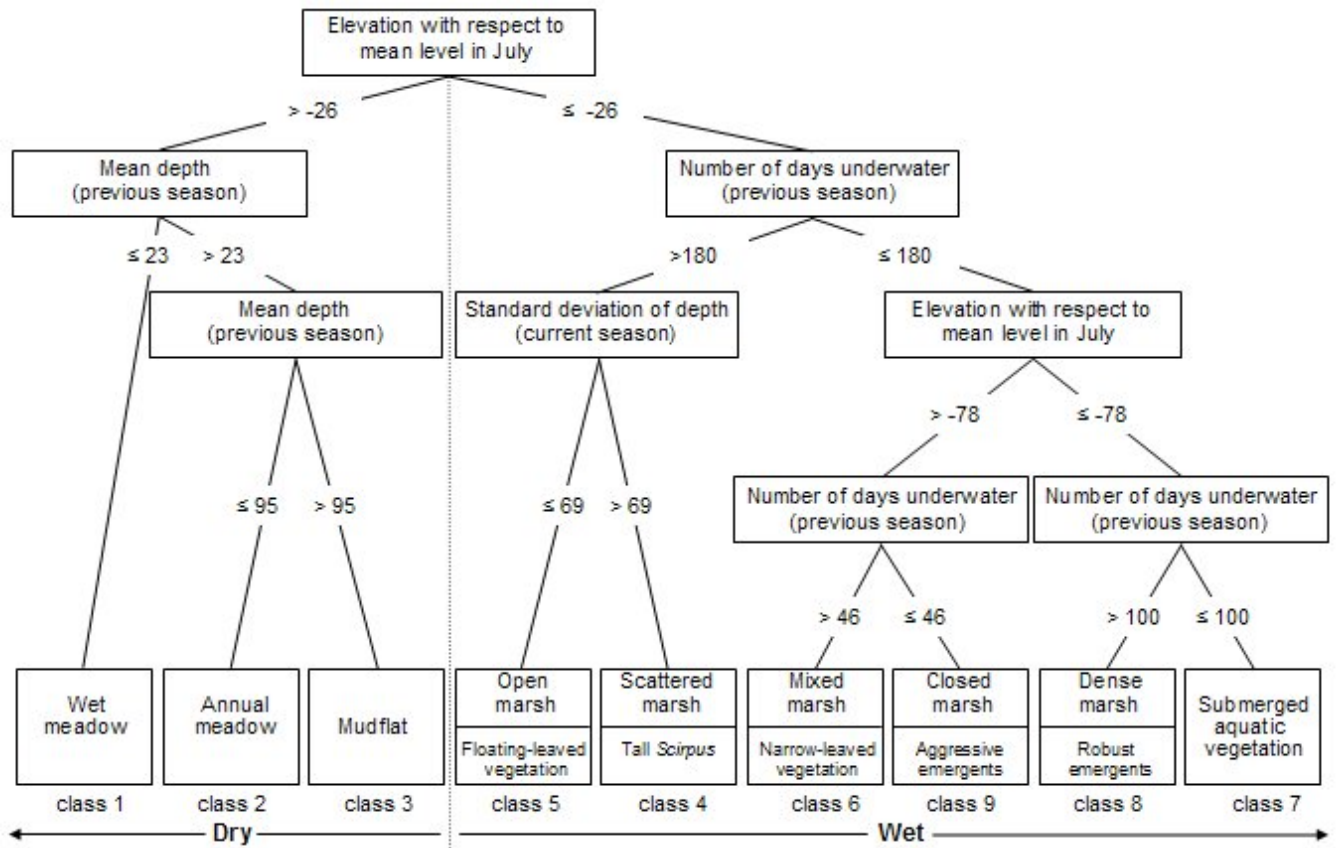 Elevation with respect to
mean level in July
> -26
≤ -26
Mean depth
(previous season)
Number of days underwater
(previous season)
≤ 23
> 23
>180
≤ 180
Mean depth
(previous season)
Standard deviation of depth
(current season)
Elevation with respect to
mean level in July
> -78
≤ -78
≤ 95
> 95
≤ 69
> 69
Number of days underwater
(previous season)
Number of days underwater
(previous season)
> 46
≤ 46
> 100
≤ 100
Wet
meadow
Annual
meadow
Mudflat
Open
marsh
Floating-leaved
vegetation
Scattered
marsh
Tall Scirpus
Mixed
marsh
Narrow-leaved
vegetation
Closed
marsh
Aggressive
emergents
Dense
marsh
Robust
emergents
Submerged
aquatic
vegetation
class 1
class 2
class 3
class 5
class 4
class 6
class 9
class 8
class 7
Dry
Wet